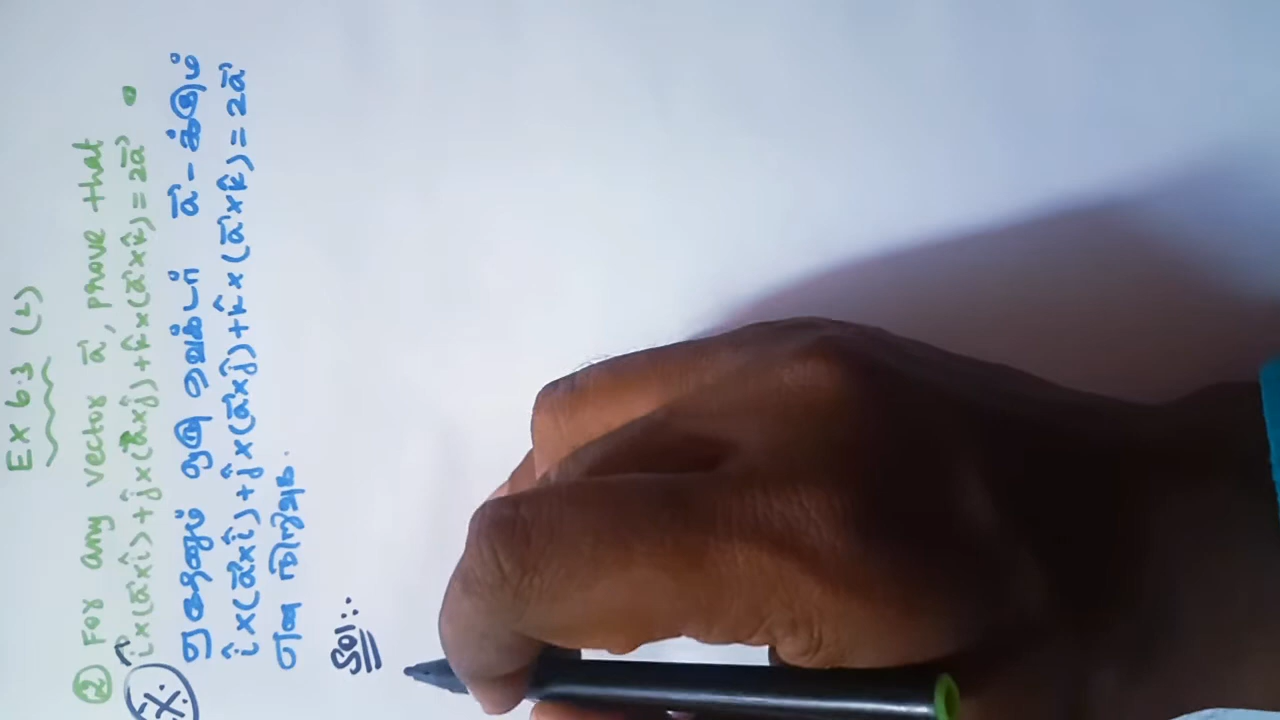 Ex 6.3 (2)
② For any vector a⃗, prove that
î×(a⃗×î)+ĵ×(a⃗×ĵ)+k̂×(a⃗×k̂)=2a⃗.
ஏதேனும் ஒரு வெக்டர் a⃗-க்கும்
î×(a⃗×î)+ĵ×(a⃗×ĵ)+k̂×(a⃗×k̂)=2a⃗
என நிறுவுக.
Sol: